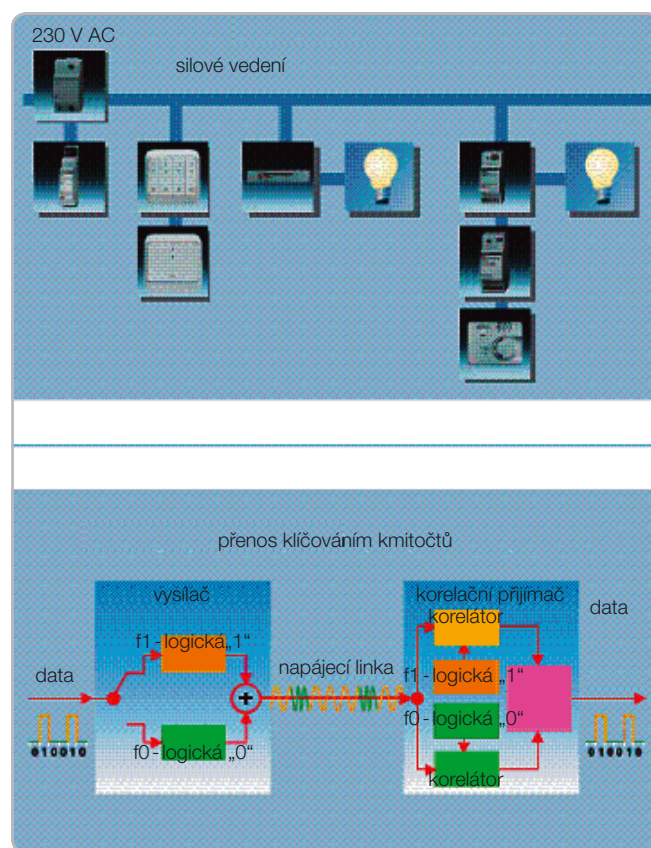 230 V AC
silové vedení
přenos klíčováním kmitočtů
vysílač
korelační přijímač
korelátor
data
f1-logická„1“
napájecí linka
f1-logická „1“
data
f0-logická „0“
f0-logická „0“
korelátor
010010
010010